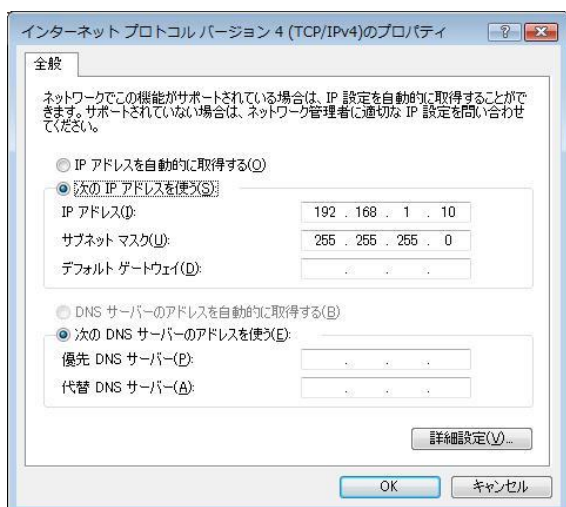 インターネット プロトコル バージョン 4 (TCP/IPv4)のプロパティ
全般
ネットワークでこの機能がサポートされている場合は、IP 設定を自動的に取得することがで
きます。サポートされていない場合は、ネットワーク管理者に適切な IP 設定を問い合わせ
てください。
IP アドレスを自動的に取得する(O)
次の IP アドレスを使う(S):
IP アドレス(I): 192 . 168 . 1 . 10
サブネット マスク(U): 255 . 255 . 255 . 0
デフォルト ゲートウェイ(D): . . .
DNS サーバーのアドレスを自動的に取得する(B)
次の DNS サーバーのアドレスを使う(E):
優先 DNS サーバー(P): . . .
代替 DNS サーバー(A): . . .
詳細設定(V)...
OK キャンセル